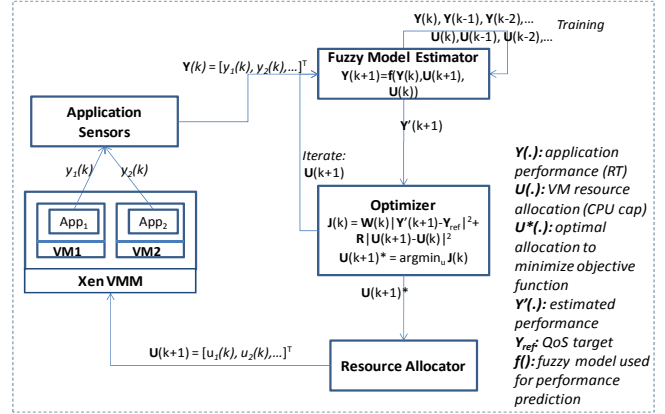 Y(k), Y(k-1), Y(k-2),...
Training
U(k),U(k-1), U(k-2),...
Fuzzy Model Estimator
Y(k+1)=f(Y(k),U(k+1),
U(k))
Y(k) = [y₁(k), y₂(k),...]ᵀ
Application
Sensors
Y'(k+1)
Iterate:
U(k+1)
y₁(k)
y₂(k)
App₁
App₂
VM1
VM2
Xen VMM
Optimizer
J(k) = W(k)|Y'(k+1)-Y_ref|²+
R|U(k+1)-U(k)|²
U(k+1)* = argminᵤ J(k)
U(k+1)*
U(k+1) = [u₁(k), u₂(k),...]ᵀ
Resource Allocator
Y(.): application
performance (RT)
U(.): VM resource
allocation (CPU cap)
U*(.): optimal
allocation to
minimize objective
function
Y'(.): estimated
performance
Y_ref: QoS target
f(): fuzzy model used
for performance
prediction